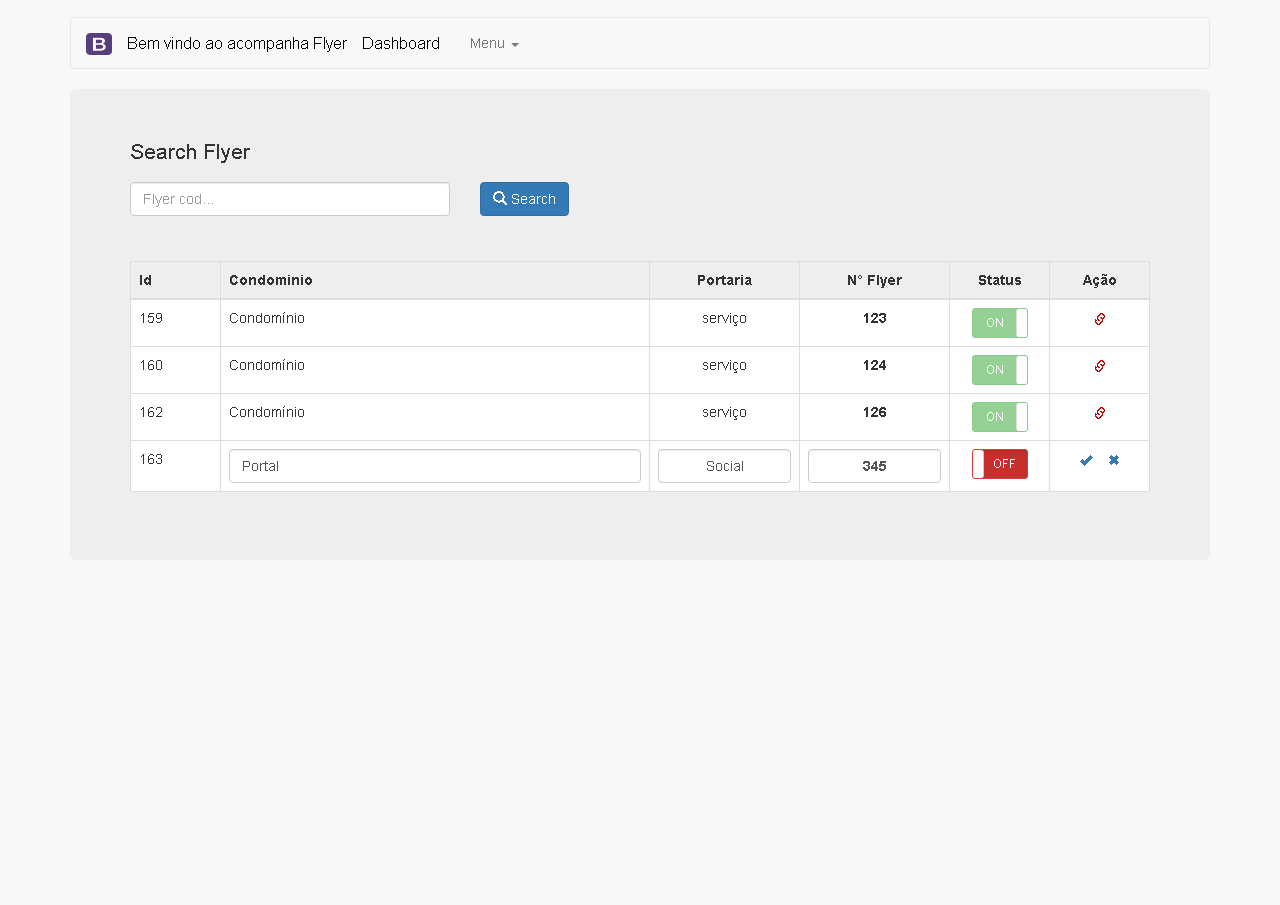 B Bem vindo ao acompanha Flyer Dashboard Menu
Search Flyer
Flyer cod... Search
Id Condominio Portaria N° Flyer Status Ação
159 Condomínio serviço 123 ON
160 Condomínio serviço 124 ON
162 Condomínio serviço 126 ON
163 Portal Social 345 OFF